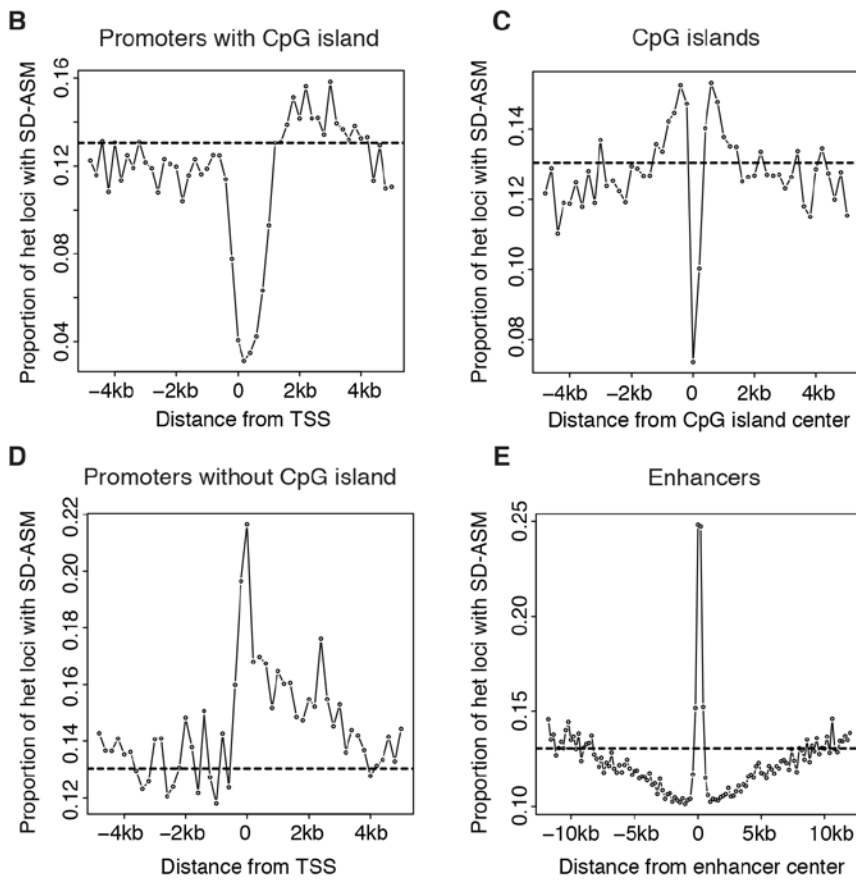 B
Promoters with CpG island
Proportion of het loci with SD-ASM
0.16
0.12
0.08
0.04
−4kb −2kb 0 2kb 4kb
Distance from TSS
C
CpG islands
Proportion of het loci with SD-ASM
0.14
0.12
0.10
0.08
−4kb −2kb 0 2kb 4kb
Distance from CpG island center
D
Promoters without CpG island
Proportion of het loci with SD-ASM
0.22
0.20
0.18
0.16
0.14
0.12
−4kb −2kb 0 2kb 4kb
Distance from TSS
E
Enhancers
Proportion of het loci with SD-ASM
0.25
0.20
0.15
0.10
−10kb −5kb 0 5kb 10kb
Distance from enhancer center